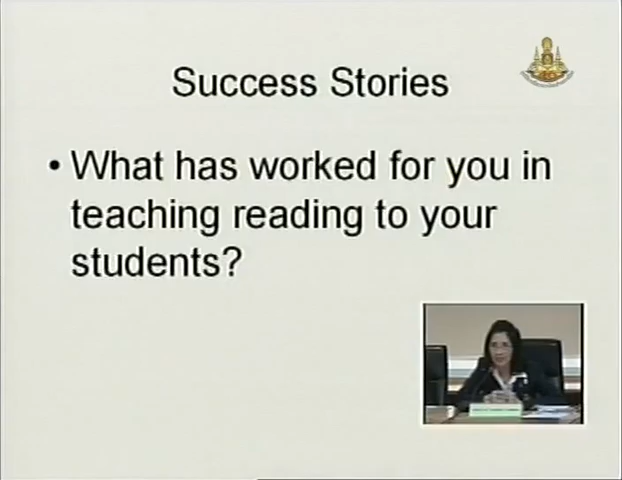 Success Stories
• What has worked for you in
teaching reading to your
students?